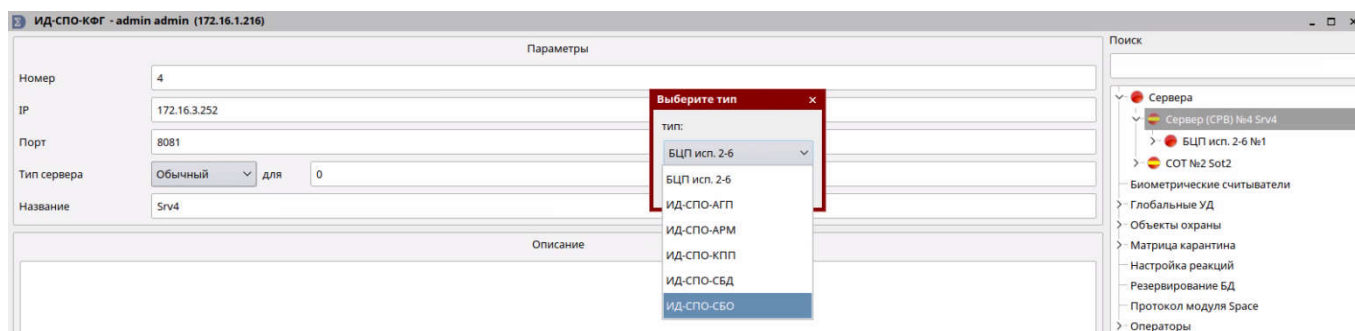 ИД-СПО-КФГ - admin admin (172.16.1.216)
Параметры
Номер
4
IP
172.16.3.252
Порт
8081
Тип сервера
Обычный
для
0
Название
Srv4
Описание
Выберите тип
тип:
БЦП исп. 2-6
БЦП исп. 2-6
ИД-СПО-АГП
ИД-СПО-АРМ
ИД-СПО-КПП
ИД-СПО-СБД
ИД-СПО-СБО
Поиск
Сервера
Сервер (СРВ) №4 Srv4
БЦП исп. 2-6 №1
СОТ №2 Sot2
Биометрические считыватели
Глобальные УД
Объекты охраны
Матрица карантина
Настройка реакций
Резервирование БД
Протокол модуля Space
Операторы